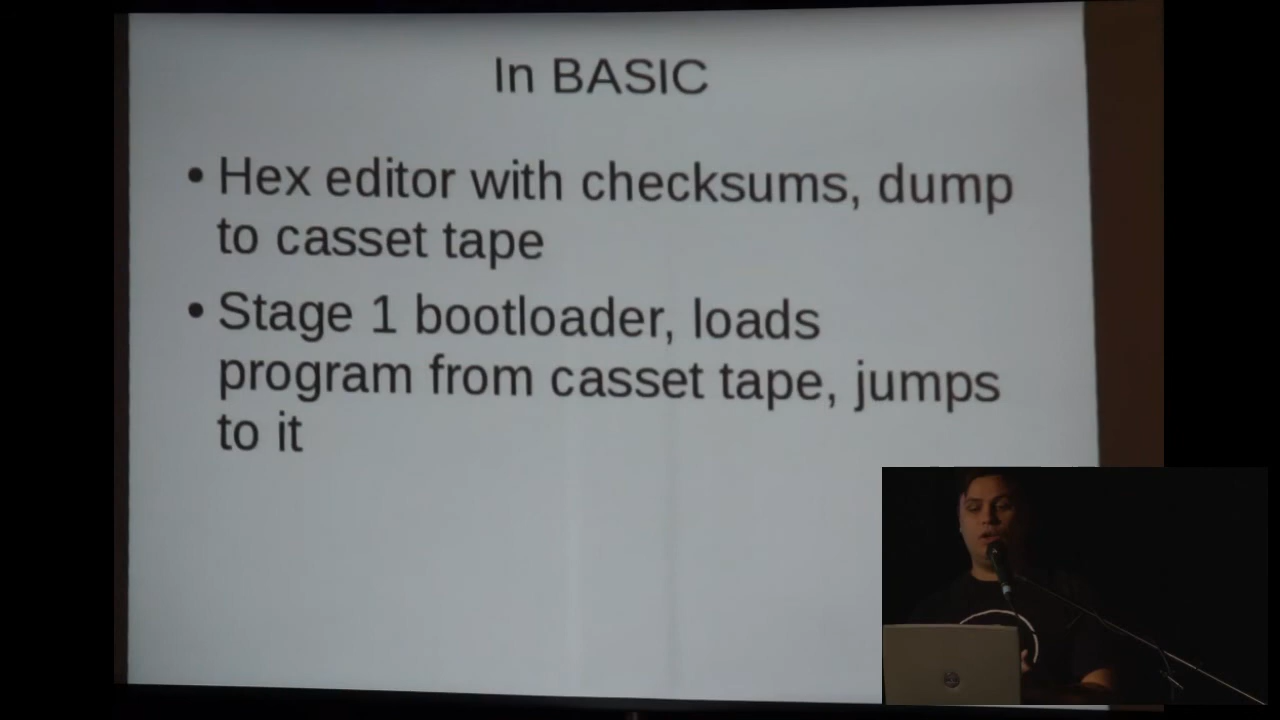 In BASIC
• Hex editor with checksums, dump
to casset tape
• Stage 1 bootloader, loads
program from casset tape, jumps
to it